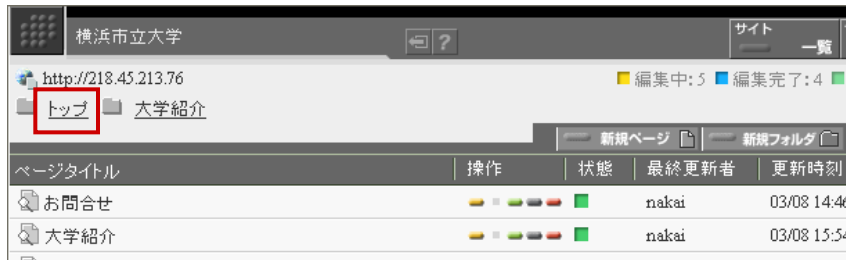 横浜市立大学 ? サイト
一覧
http://218.45.213.76 編集中:5 編集完了:4
トップ 大学紹介
新規ページ 新規フォルダ
ページタイトル 操作 状態 最終更新者 更新時刻
お問合せ nakai 03/08 14:46
大学紹介 nakai 03/08 15:54